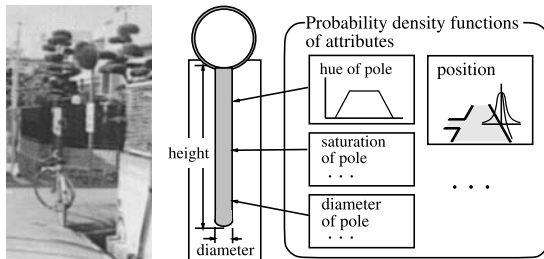 Probability density functions
of attributes
hue of pole
position
saturation
of pole
. . .
diameter
of pole
. . .
. . .
height
diameter